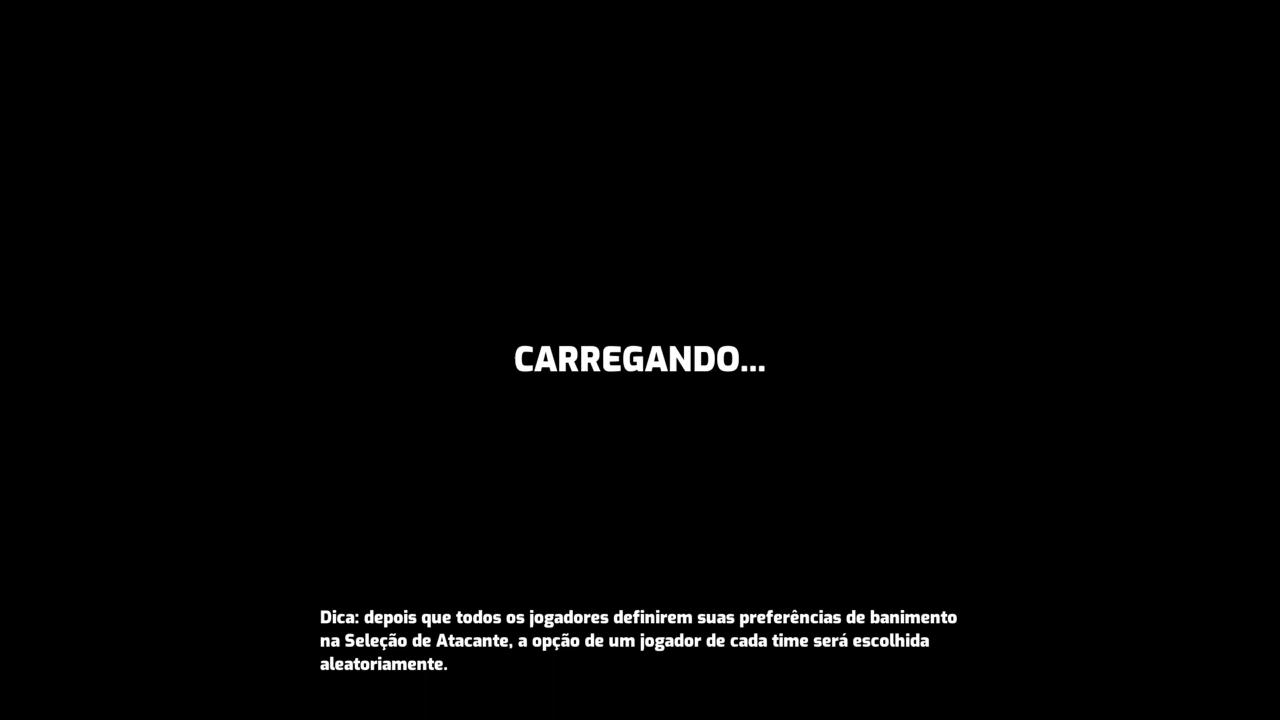 CARREGANDO...
Dica: depois que todos os jogadores definirem suas preferências de banimento
na Seleção de Atacante, a opção de um jogador de cada time será escolhida
aleatoriamente.